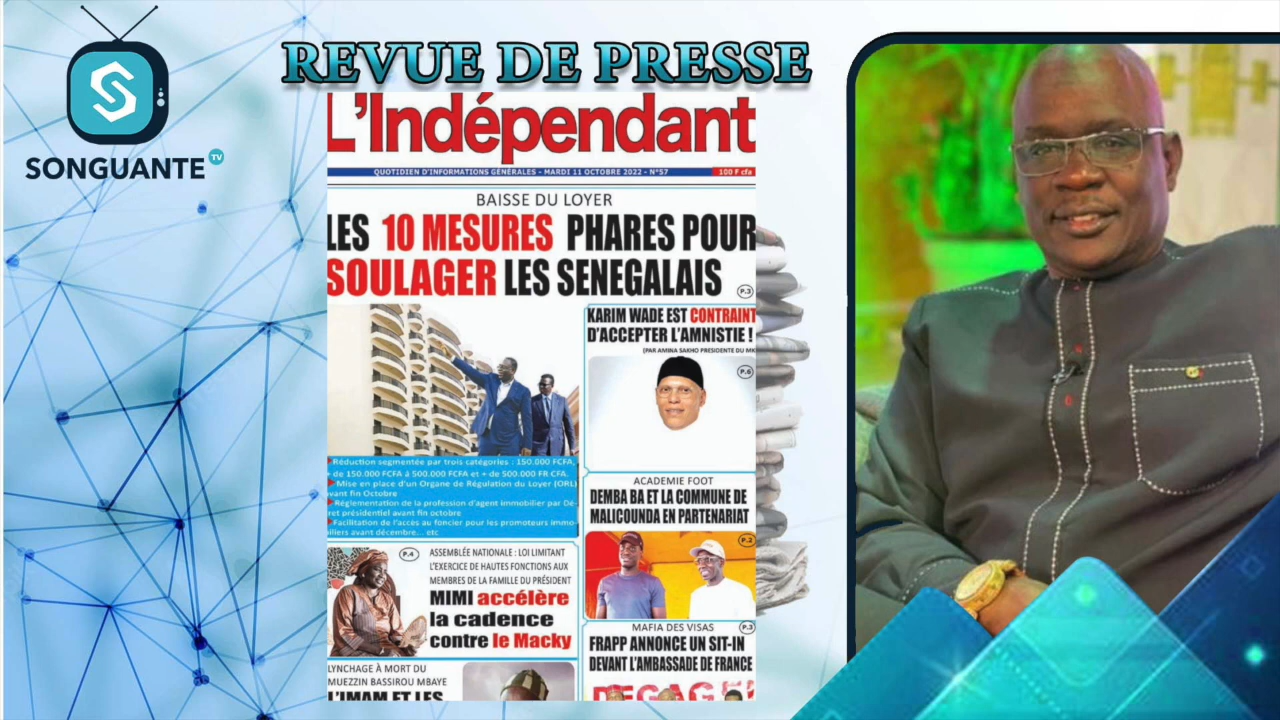 S
SONGUANTE TV
REVUE DE PRESSE
L'Indépendant
QUOTIDIEN D'INFORMATIONS GÉNÉRALES - MARDI 11 OCTOBRE 2022 - N°57
100 F cfa
BAISSE DU LOYER
LES 10 MESURES PHARES POUR
SOULAGER LES SENEGALAIS
P.3
Réduction segmentée par trois catégories : 150.000 FCFA,
+ de 150.000 FCFA à 500.000 FCFA et + de 500.000 FR CFA.
Mise en place d'un Organe de Régulation du Loyer (ORL)
avant fin Octobre
Réglementation de la profession d'agent immobilier par Dé-
ret présidentiel avant fin octobre
Facilitation de l'accès au foncier pour les promoteurs immo-
iliers avant décembre... etc
KARIM WADE EST CONTRAINT
D'ACCEPTER L'AMNISTIE !
(PAR AMINA SAKHO PRESIDENTE DU MK
P.6
ACADEMIE FOOT
DEMBA BA ET LA COMMUNE DE
MALICOUNDA EN PARTENARIAT
P.2
P.4
ASSEMBLÉE NATIONALE : LOI LIMITANT
L'EXERCICE DE HAUTES FONCTIONS AUX
MEMBRES DE LA FAMILLE DU PRÉSIDENT
MIMI accélère
la cadence
contre le Macky
MAFIA DES VISAS
P.3
FRAPP ANNONCE UN SIT-IN
DEVANT L'AMBASSADE DE FRANCE
DEGAGE!
LYNCHAGE À MORT DU
MUEZZIN BASSIROU MBAYE
L'IMAM ET LES